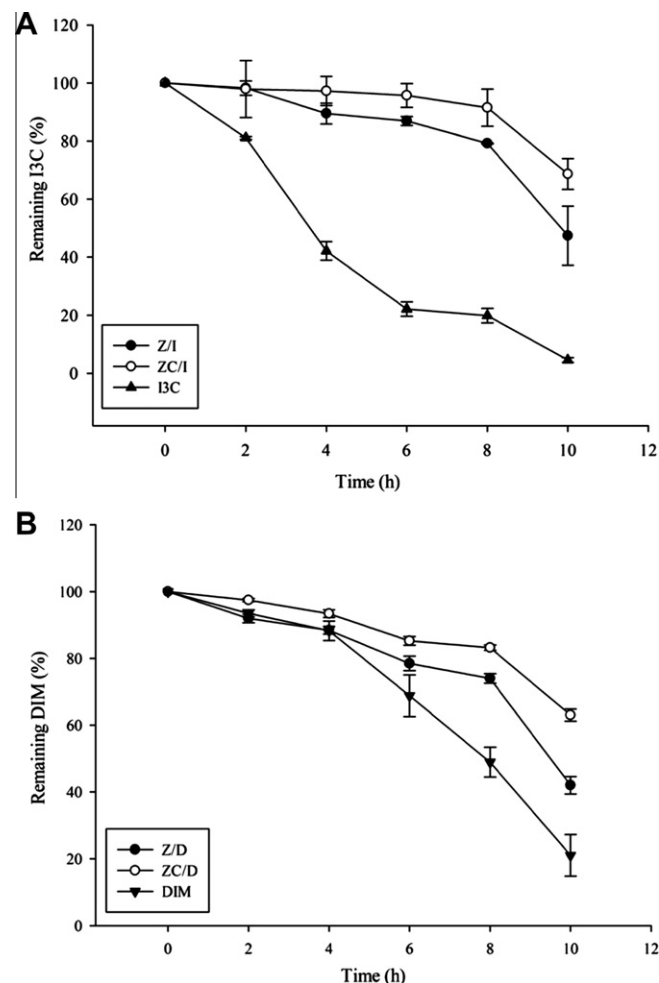 A
120
100
80
60
40
20
0
Remaining I3C (%)
Z/I
ZC/I
I3C
0 2 4 6 8 10 12
Time (h)
B
120
100
80
60
40
20
0
Remaining DIM (%)
Z/D
ZC/D
DIM
0 2 4 6 8 10 12
Time (h)